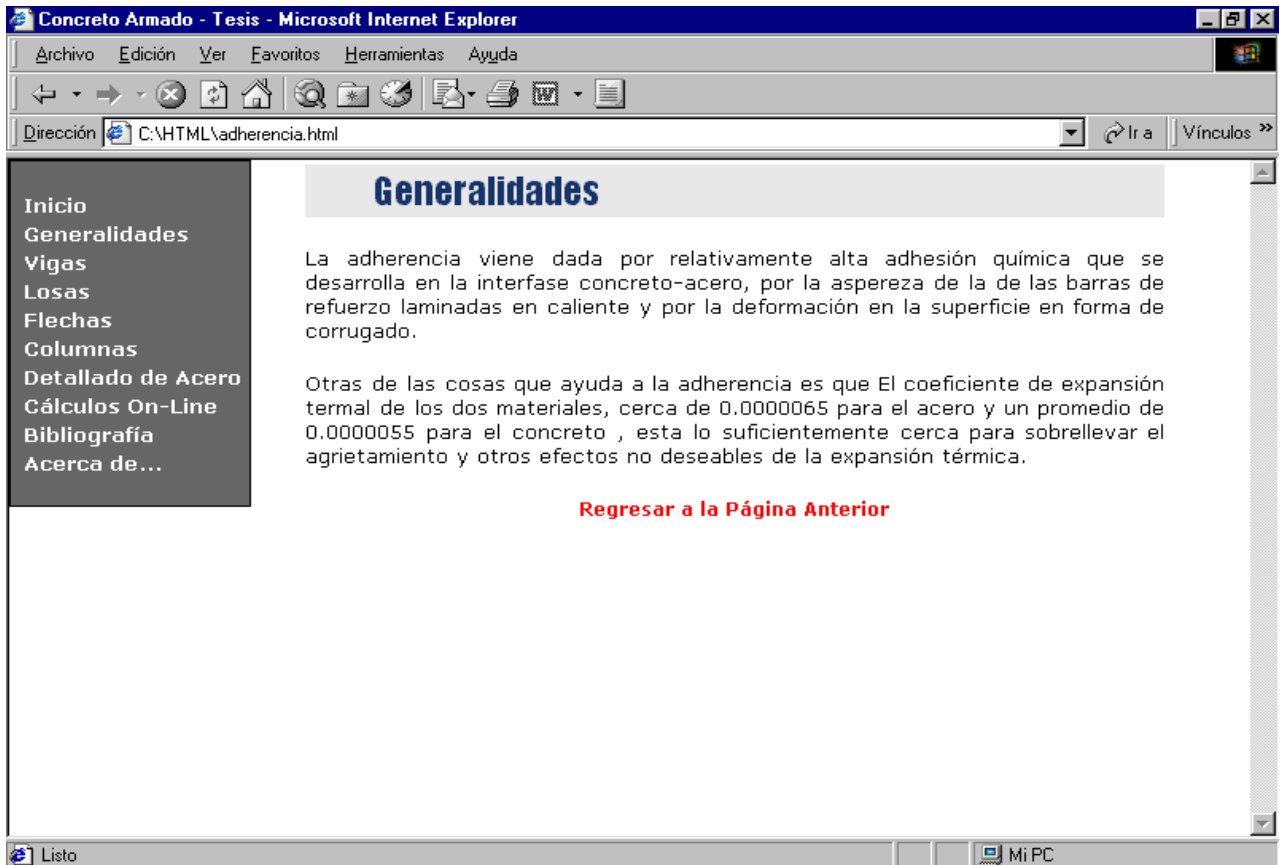 Concreto Armado - Tesis - Microsoft Internet Explorer
Archivo Edición Ver Favoritos Herramientas Ayuda
Dirección C:\HTML\adherencia.html Ir a Vínculos »
Inicio
Generalidades
Vigas
Losas
Flechas
Columnas
Detallado de Acero
Cálculos On-Line
Bibliografía
Acerca de...
Generalidades
La adherencia viene dada por relativamente alta adhesión química que se
desarrolla en la interfase concreto-acero, por la aspereza de la de las barras de
refuerzo laminadas en caliente y por la deformación en la superficie en forma de
corrugado.
Otras de las cosas que ayuda a la adherencia es que El coeficiente de expansión
termal de los dos materiales, cerca de 0.0000065 para el acero y un promedio de
0.0000055 para el concreto , esta lo suficientemente cerca para sobrellevar el
agrietamiento y otros efectos no deseables de la expansión térmica.
Regresar a la Página Anterior
Listo Mi PC